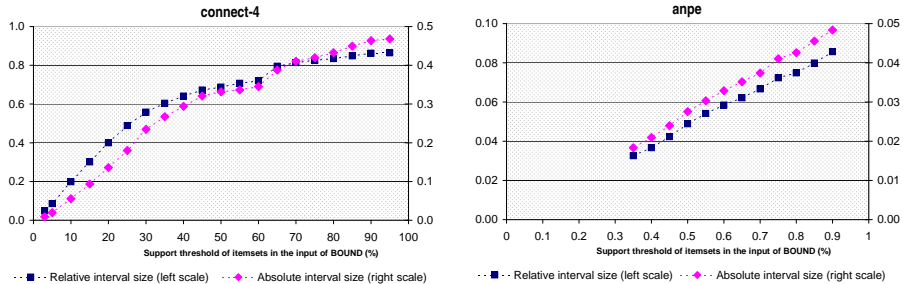 connect-4
1.0 0.5
0.8 0.4
0.6 0.3
0.4 0.2
0.2 0.1
0.0 0.0
0 10 20 30 40 50 60 70 80 90 100
Support threshold of itemsets in the input of BOUND (%)
Relative interval size (left scale) Absolute interval size (right scale)
anpe
0.10 0.05
0.08 0.04
0.06 0.03
0.04 0.02
0.02 0.01
0.00 0.00
0 0.1 0.2 0.3 0.4 0.5 0.6 0.7 0.8 0.9 1
Support threshold of itemsets in the input of BOUND (%)
Relative interval size (left scale) Absolute interval size (right scale)